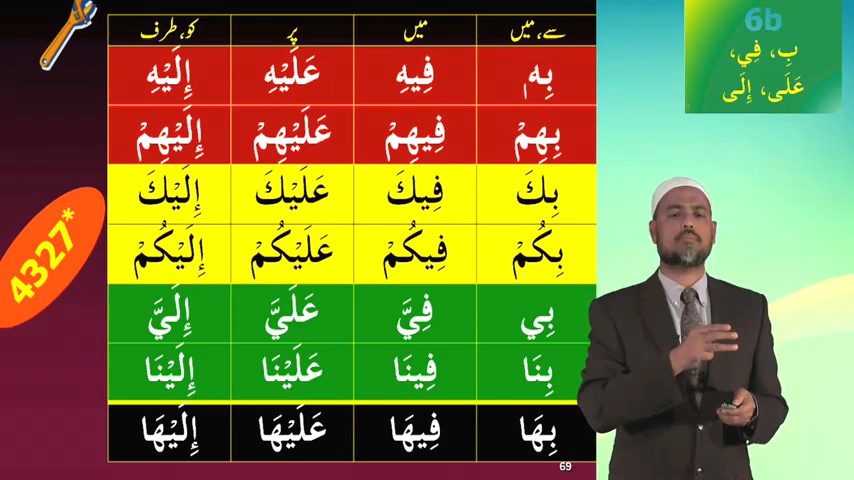 6b
بِ، فِي،
عَلَى، إِلَى
سے،میں میں پر کو، طرف
بِهٖ فِيهِ عَلَيْهِ إِلَيْهِ
بِهِمْ فِيهِمْ عَلَيْهِمْ إِلَيْهِمْ
بِكَ فِيكَ عَلَيْكَ إِلَيْكَ
بِكُمْ فِيكُمْ عَلَيْكُمْ إِلَيْكُمْ
بِي فِيَّ عَلَيَّ إِلَيَّ
بِنَا فِينَا عَلَيْنَا إِلَيْنَا
بِهَا فِيهَا عَلَيْهَا إِلَيْهَا
4327*
69